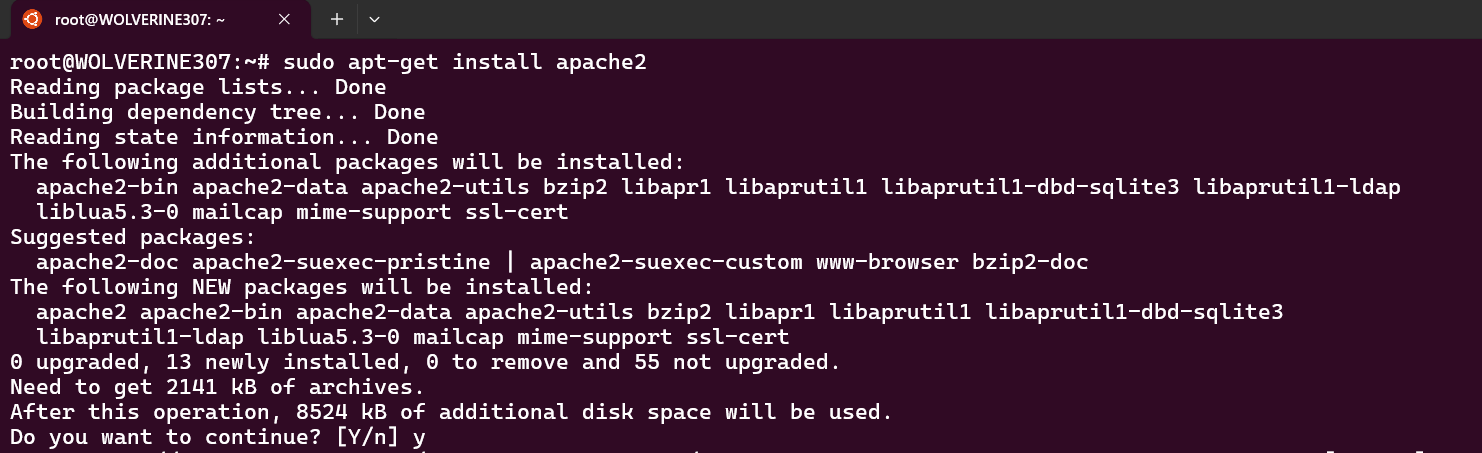 root@WOLVERINE307: ~
root@WOLVERINE307:~# sudo apt-get install apache2
Reading package lists... Done
Building dependency tree... Done
Reading state information... Done
The following additional packages will be installed:
  apache2-bin apache2-data apache2-utils bzip2 libapr1 libaprutil1 libaprutil1-dbd-sqlite3 libaprutil1-ldap
  liblua5.3-0 mailcap mime-support ssl-cert
Suggested packages:
  apache2-doc apache2-suexec-pristine | apache2-suexec-custom www-browser bzip2-doc
The following NEW packages will be installed:
  apache2 apache2-bin apache2-data apache2-utils bzip2 libapr1 libaprutil1 libaprutil1-dbd-sqlite3
  libaprutil1-ldap liblua5.3-0 mailcap mime-support ssl-cert
0 upgraded, 13 newly installed, 0 to remove and 55 not upgraded.
Need to get 2141 kB of archives.
After this operation, 8524 kB of additional disk space will be used.
Do you want to continue? [Y/n] y